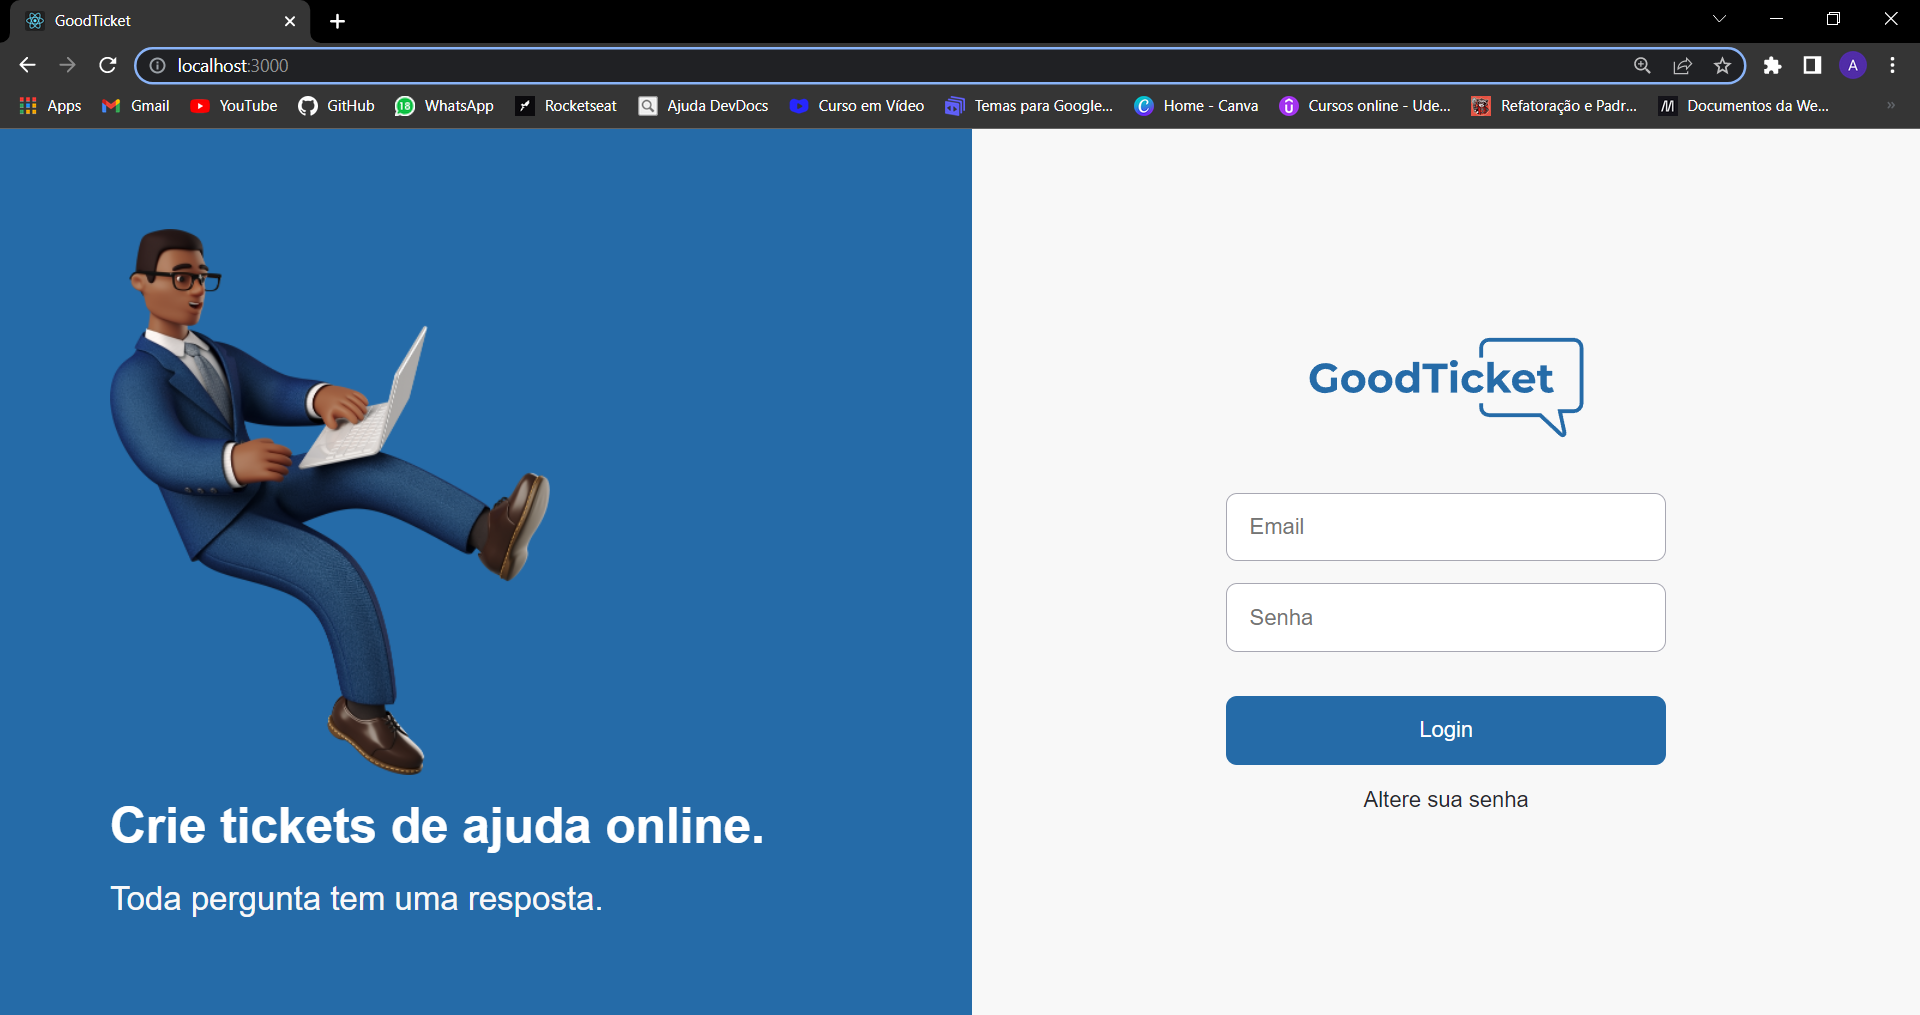 GoodTicket
localhost:3000
A
Apps
Gmail
YouTube
GitHub
18
WhatsApp
Rocketseat
Ajuda DevDocs
Curso em Vídeo
Temas para Google...
Home - Canva
Cursos online - Ude...
Refatoração e Padr...
Documentos da We...
Crie tickets de ajuda online.
Toda pergunta tem uma resposta.
GoodTicket
Email
Senha
Login
Altere sua senha